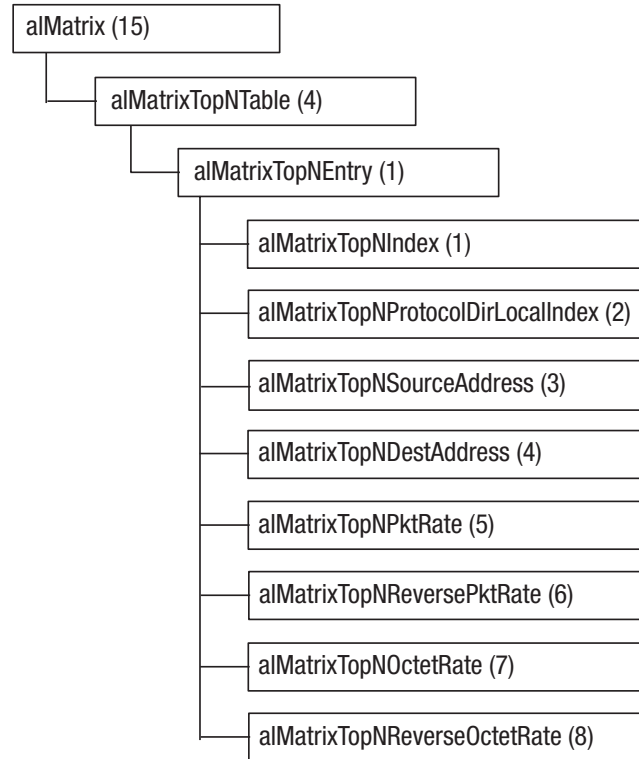 alMatrix (15)
alMatrixTopNTable (4)
alMatrixTopNEntry (1)
alMatrixTopNIndex (1)
alMatrixTopNProtocolDirLocalIndex (2)
alMatrixTopNSourceAddress (3)
alMatrixTopNDestAddress (4)
alMatrixTopNPktRate (5)
alMatrixTopNReversePktRate (6)
alMatrixTopNOctetRate (7)
alMatrixTopNReverseOctetRate (8)